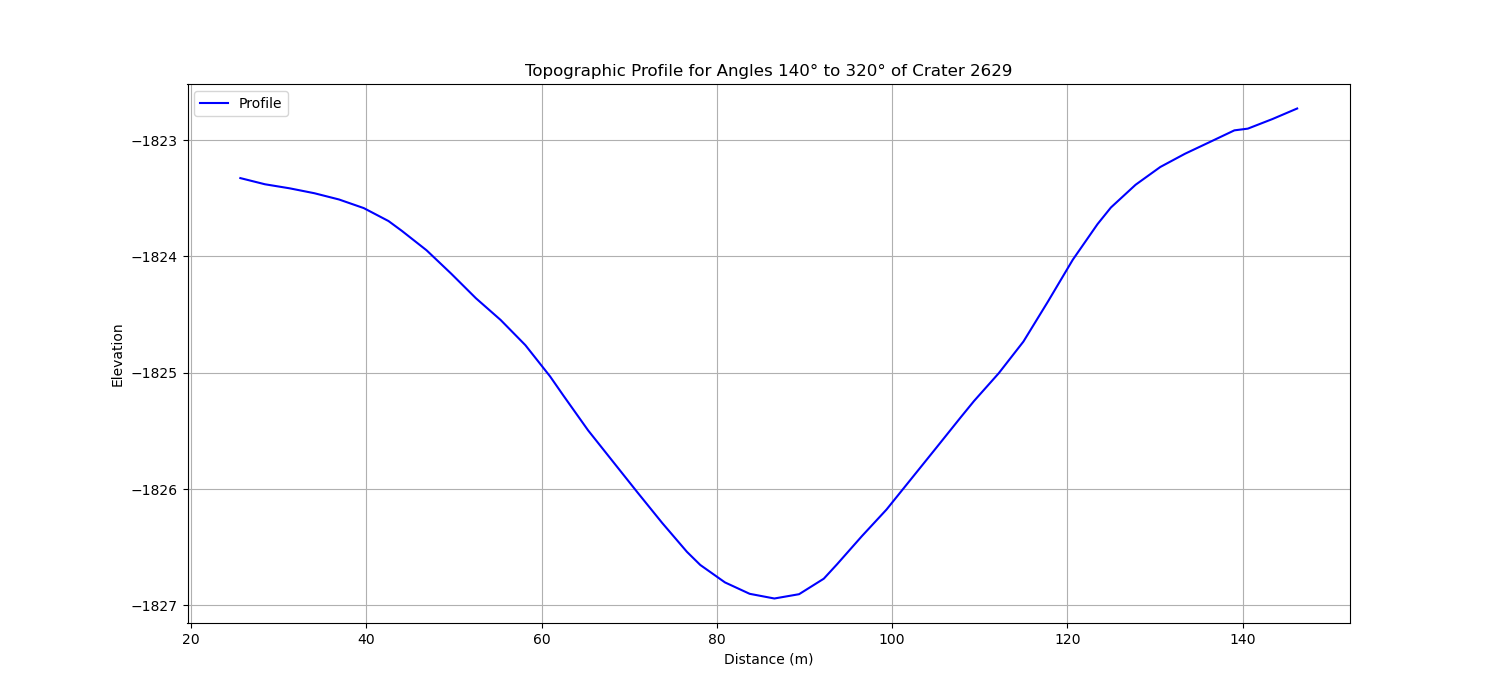 Topographic Profile for Angles 140° to 320° of Crater 2629
Profile
−1823
−1824
−1825
−1826
−1827
Elevation
20 40 60 80 100 120 140
Distance (m)